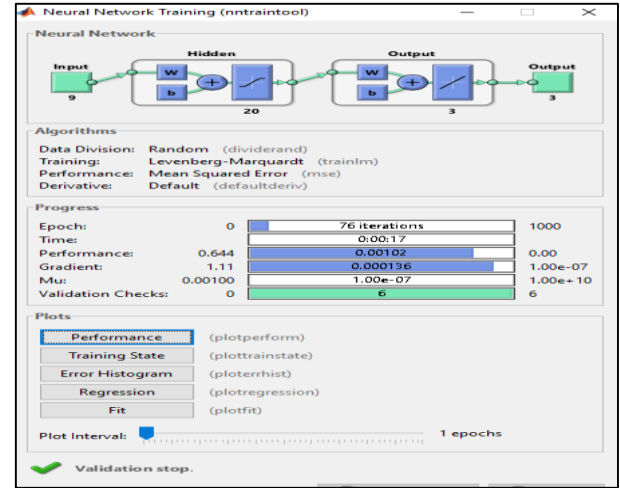 Neural Network Training (nntraintool)
Neural Network
Hidden Output
Input Output
W W
+ +
b b
9 3
20 3
Algorithms
Data Division: Random (dividerand)
Training: Levenberg-Marquardt (trainlm)
Performance: Mean Squared Error (mse)
Derivative: Default (defaultderiv)
Progress
Epoch: 0 76 iterations 1000
Time: 0:00:17
Performance: 0.644 0.00102 0.00
Gradient: 1.11 0.000136 1.00e-07
Mu: 0.00100 1.00e-07 1.00e+10
Validation Checks: 0 6 6
Plots
Performance (plotperform)
Training State (plottrainstate)
Error Histogram (ploterrhist)
Regression (plotregression)
Fit (plotfit)
Plot Interval: 1 epochs
Validation stop.